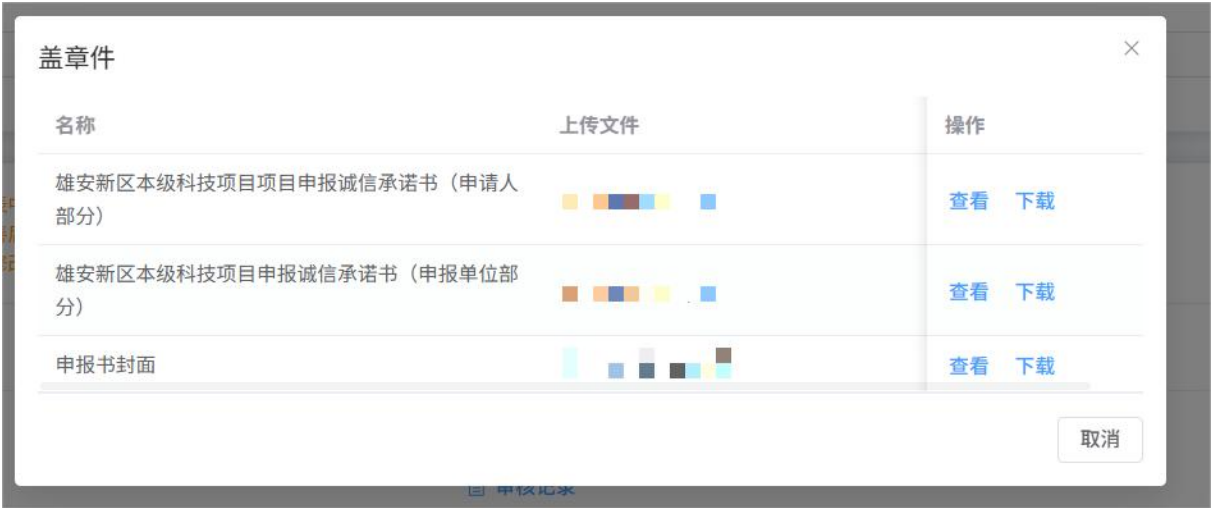 盖章件
名称 上传文件 操作
雄安新区本级科技项目项目申报诚信承诺书（申请人
部分） 查看 下载
雄安新区本级科技项目申报诚信承诺书（申报单位部
分） 查看 下载
申报书封面 查看 下载
取消
审核记录